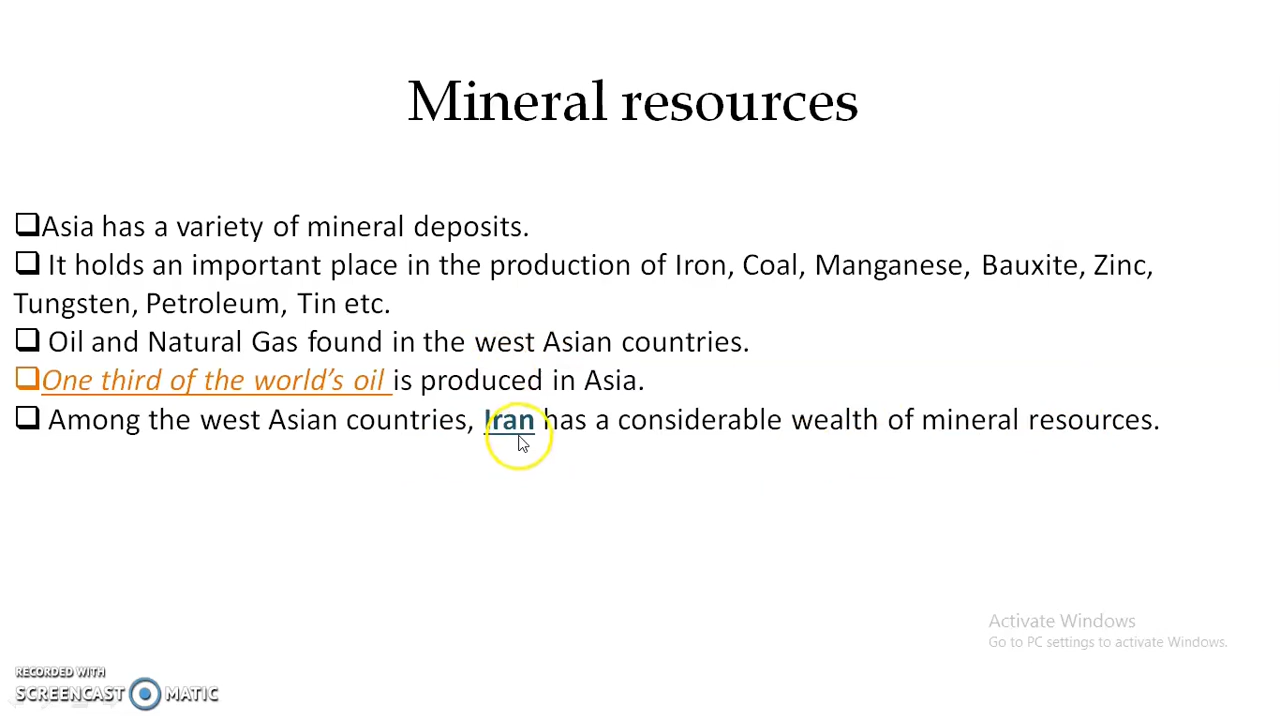 Mineral resources
❑Asia has a variety of mineral deposits.
❑ It holds an important place in the production of Iron, Coal, Manganese, Bauxite, Zinc,
Tungsten, Petroleum, Tin etc.
❑ Oil and Natural Gas found in the west Asian countries.
❑One third of the world’s oil is produced in Asia.
❑ Among the west Asian countries, Iran has a considerable wealth of mineral resources.
Activate Windows
Go to PC settings to activate Windows.
RECORDED WITH
SCREENCAST MATIC